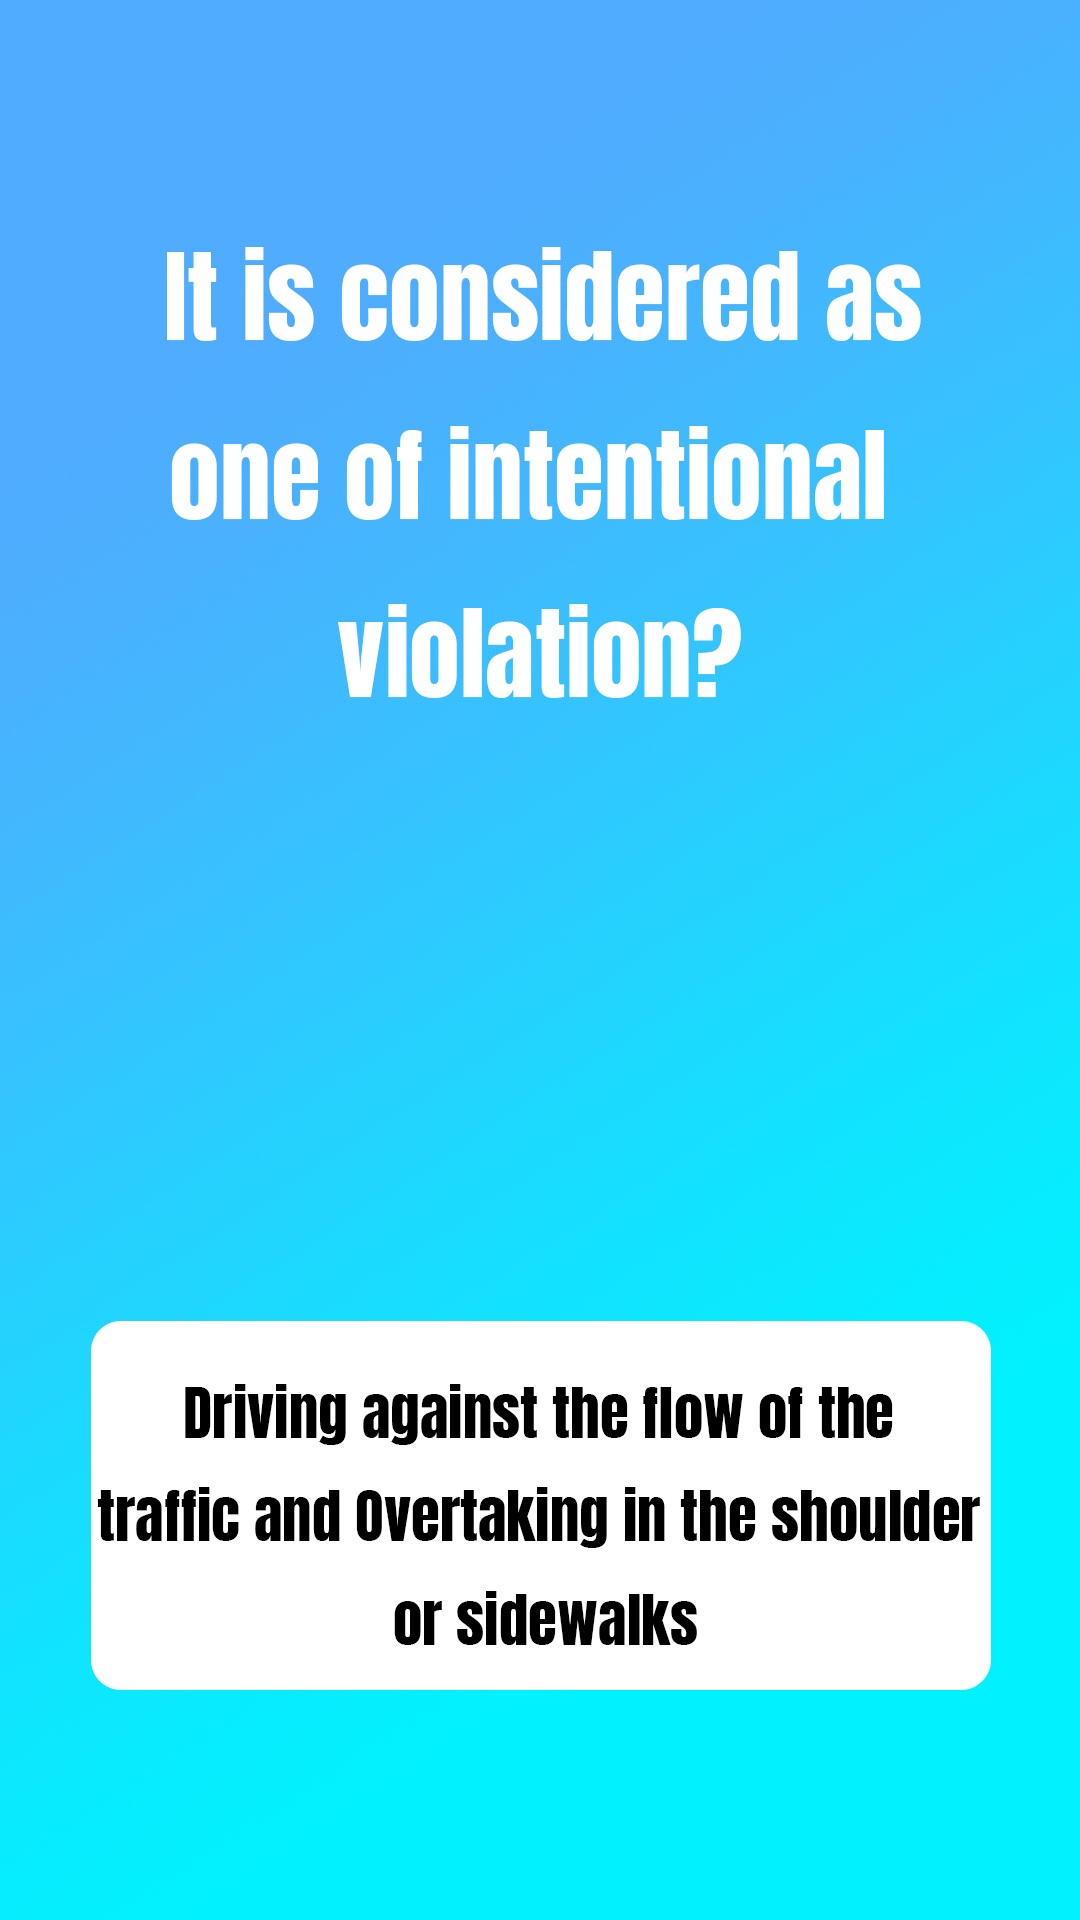 It is considered as
one of intentional
violation?
Driving against the flow of the
traffic and Overtaking in the shoulder
or sidewalks